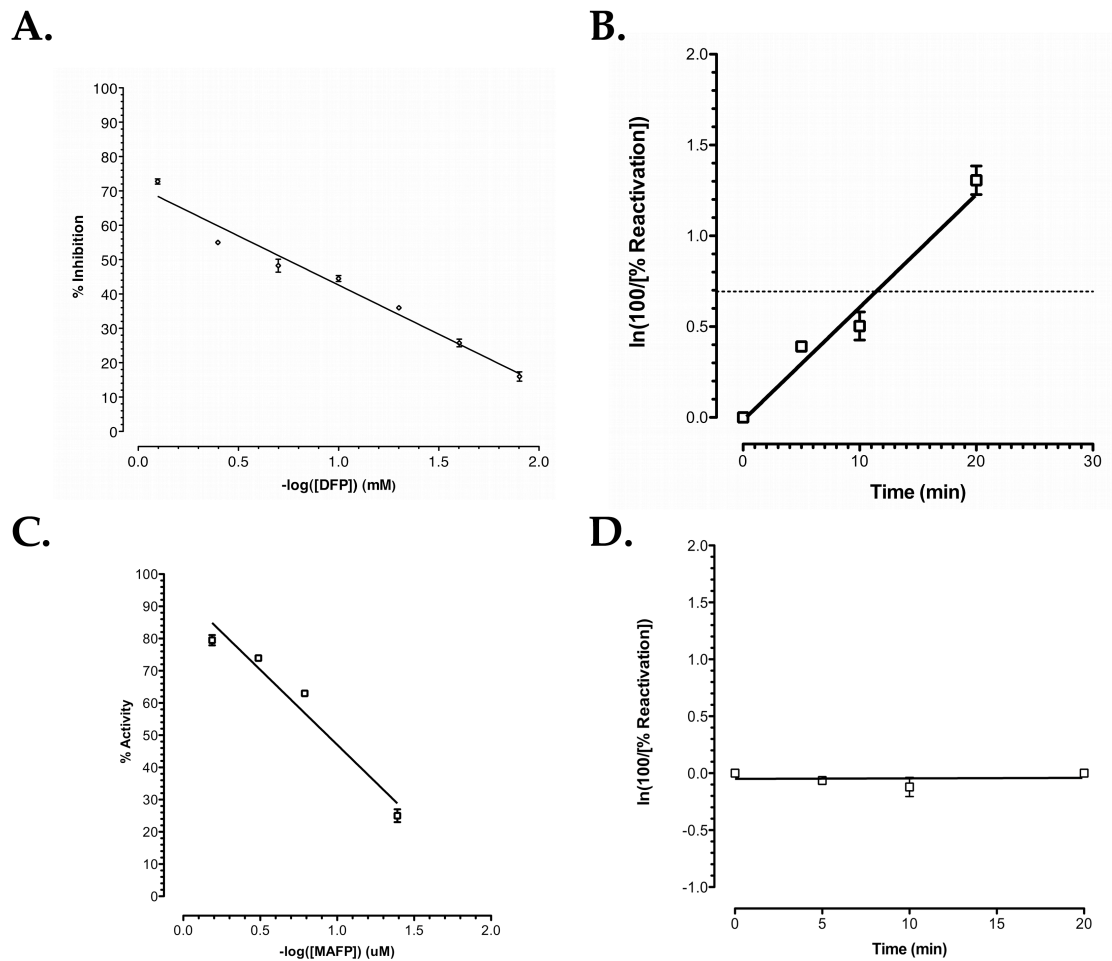 A.
100
90
80
70
60
50
40
30
20
10
0
% Inhibition
0.0 0.5 1.0 1.5 2.0
-log([DFP]) (mM)
B.
2.0
1.5
1.0
0.5
0.0
ln(100/[% Reactivation])
0 10 20 30
Time (min)
C.
100
90
80
70
60
50
40
30
20
10
0
% Activity
0.0 0.5 1.0 1.5 2.0
-log([MAFP]) (uM)
D.
2.0
1.5
1.0
0.5
0.0
-0.5
-1.0
ln(100/[% Reactivation])
0 5 10 15 20
Time (min)